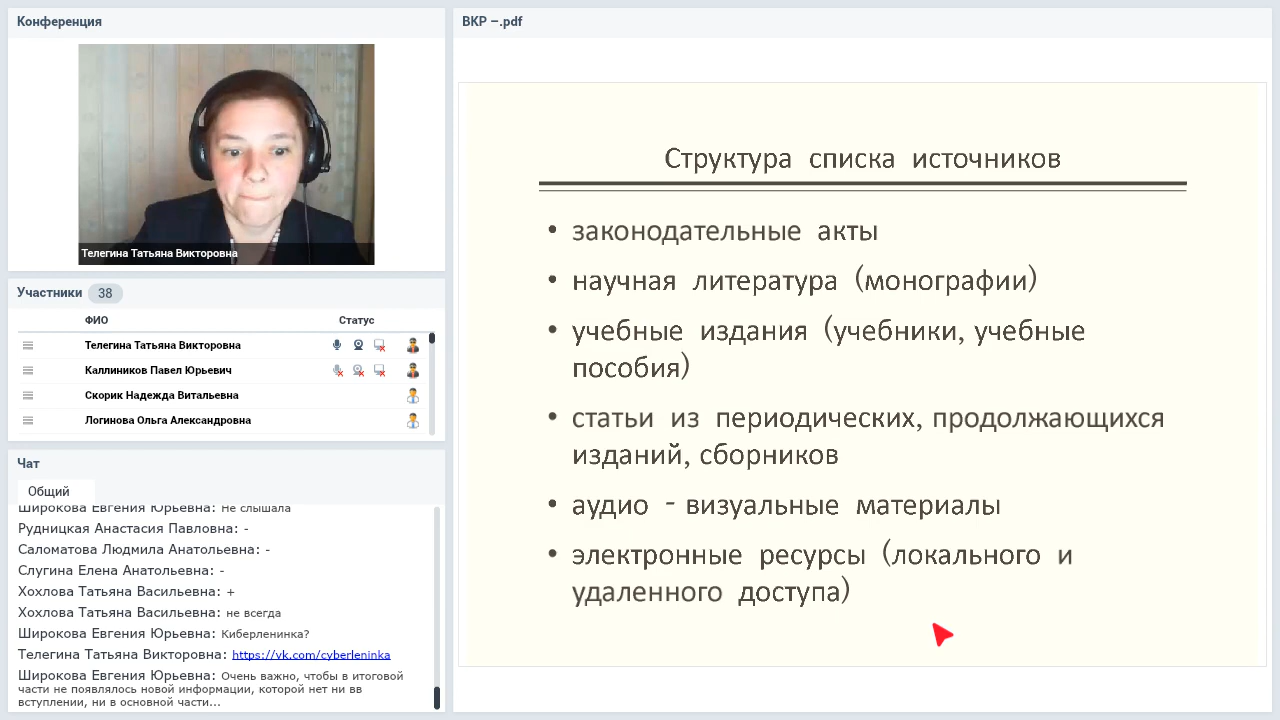 Конференция
Телегина Татьяна Викторовна
Участники 38
ФИО Статус
Телегина Татьяна Викторовна
Каллиников Павел Юрьевич
Скорик Надежда Витальевна
Логинова Ольга Александровна
Чат
Общий
Широкова Евгения Юрьевна: Не слышала
Рудницкая Анастасия Павловна: -
Саломатова Людмила Анатольевна: -
Слугина Елена Анатольевна: -
Хохлова Татьяна Васильевна: +
Хохлова Татьяна Васильевна: не всегда
Широкова Евгения Юрьевна: Киберленинка?
Телегина Татьяна Викторовна: https://vk.com/cyberleninka
Широкова Евгения Юрьевна: Очень важно, чтобы в итоговой
части не появлялось новой информации, которой нет ни вв
вступлении, ни в основной части...
ВКР –.pdf
Структура списка источников
• законодательные акты
• научная литература (монографии)
• учебные издания (учебники, учебные
пособия)
• статьи из периодических, продолжающихся
изданий, сборников
• аудио - визуальные материалы
• электронные ресурсы (локального и
удаленного доступа)